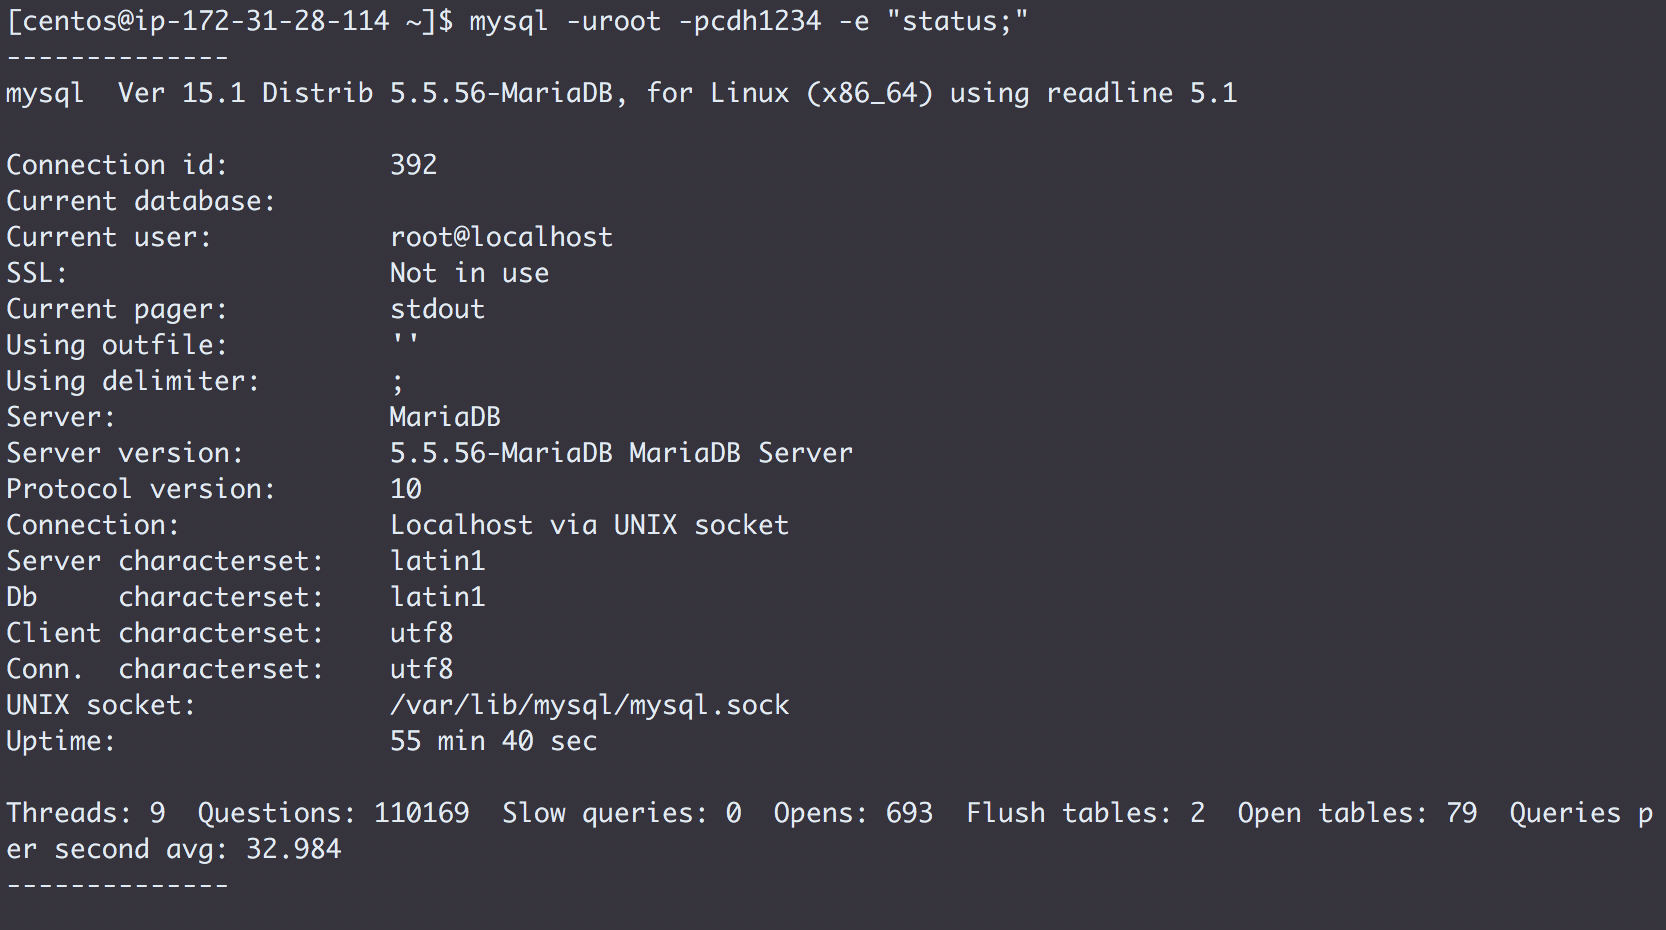 [centos@ip-172-31-28-114 ~]$ mysql -uroot -pcdh1234 -e "status;"
--------------
mysql  Ver 15.1 Distrib 5.5.56-MariaDB, for Linux (x86_64) using readline 5.1

Connection id:          392
Current database:
Current user:           root@localhost
SSL:                    Not in use
Current pager:          stdout
Using outfile:          ''
Using delimiter:        ;
Server:                 MariaDB
Server version:         5.5.56-MariaDB MariaDB Server
Protocol version:       10
Connection:             Localhost via UNIX socket
Server characterset:    latin1
Db     characterset:    latin1
Client characterset:    utf8
Conn.  characterset:    utf8
UNIX socket:            /var/lib/mysql/mysql.sock
Uptime:                 55 min 40 sec

Threads: 9  Questions: 110169  Slow queries: 0  Opens: 693  Flush tables: 2  Open tables: 79  Queries p
er second avg: 32.984
--------------